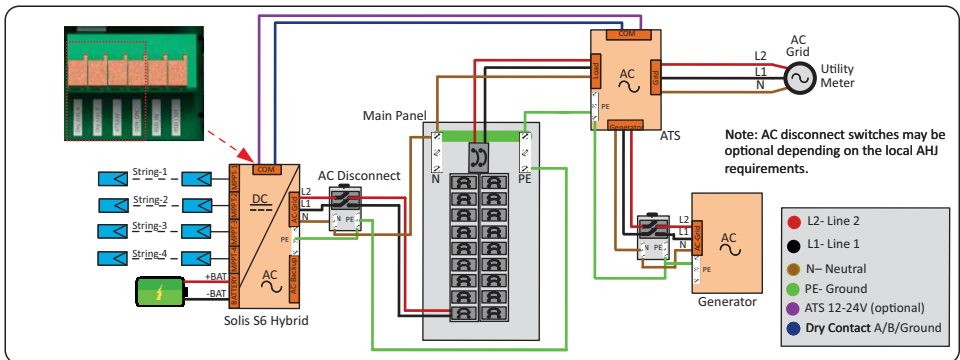 COM
L2
L1
N
AC
Grid
Utility
Meter
Load
AC
Grid
PE
Generator
ATS
Main Panel
N
PE
Note: AC disconnect switches may be
optional depending on the local AHJ
requirements.
String-1
String-2
String-3
String-4
+BAT
-BAT
COM
MPPT-1
MPPT-2
MPPT-3
MPPT-4
BATTERY
DC
AC
AC-Grid
PE
AC-Backup
L2
L1
N
AC Disconnect
N PE
Solis S6 Hybrid
N PE
L2
L1
N
AC-Grid
PE
AC
Generator
L2- Line 2
L1- Line 1
N– Neutral
PE- Ground
ATS 12-24V (optional)
Dry Contact A/B/Ground